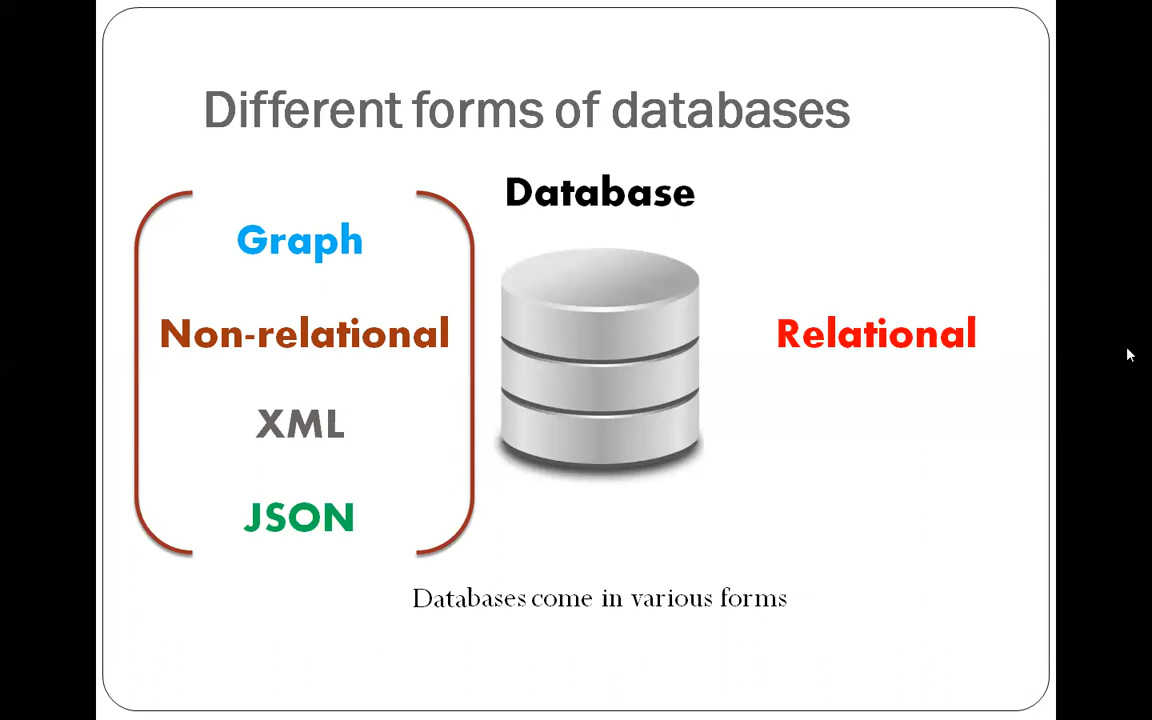 Different forms of databases
Database
Graph
Non-relational
XML
JSON
Relational
Databases come in various forms